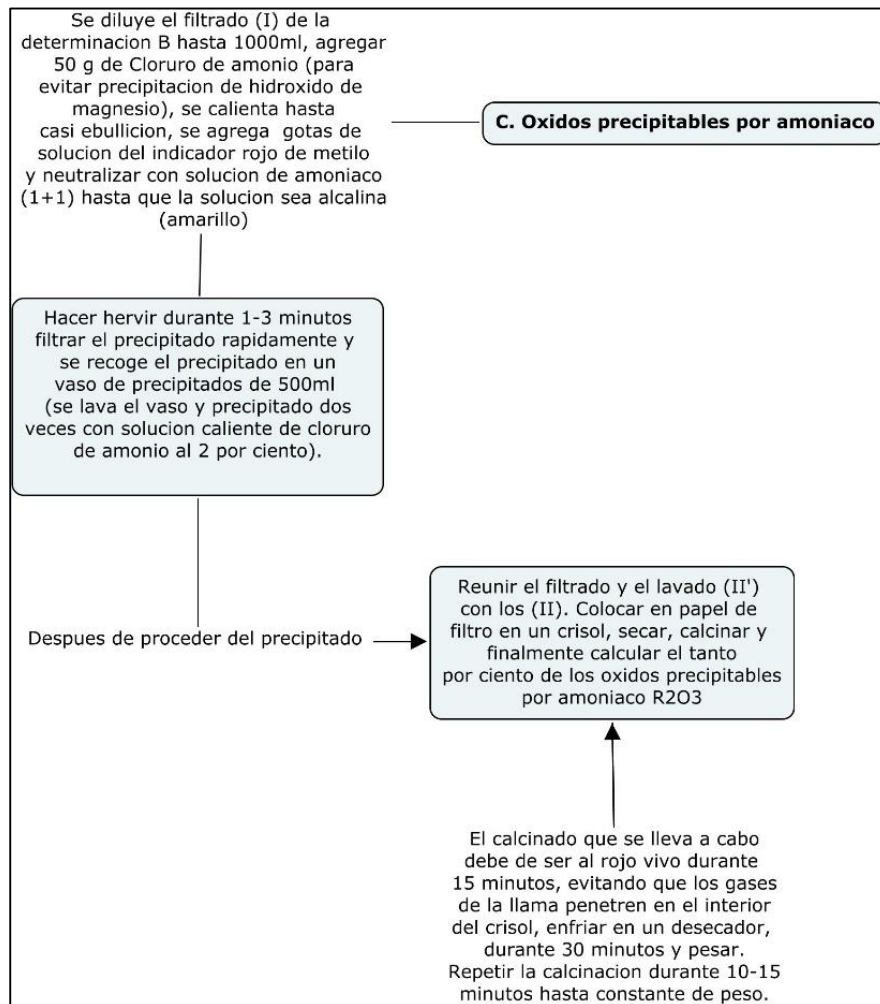 Se diluye el filtrado (I) de la
determinacion B hasta 1000ml, agregar
50 g de Cloruro de amonio (para
evitar precipitacion de hidroxido de
magnesio), se calienta hasta
casi ebullicion, se agrega gotas de
solucion del indicador rojo de metilo
y neutralizar con solucion de amoniaco
(1+1) hasta que la solucion sea alcalina
(amarillo)
C. Oxidos precipitables por amoniaco
Hacer hervir durante 1-3 minutos
filtrar el precipitado rapidamente y
se recoge el precipitado en un
vaso de precipitados de 500ml
(se lava el vaso y precipitado dos
veces con solucion caliente de cloruro
de amonio al 2 por ciento).
Despues de proceder del precipitado
Reunir el filtrado y el lavado (II')
con los (II). Colocar en papel de
filtro en un crisol, secar, calcinar y
finalmente calcular el tanto
por ciento de los oxidos precipitables
por amoniaco R2O3
El calcinado que se lleva a cabo
debe de ser al rojo vivo durante
15 minutos, evitando que los gases
de la llama penetren en el interior
del crisol, enfriar en un desecador,
durante 30 minutos y pesar.
Repetir la calcinacion durante 10-15
minutos hasta constante de peso.